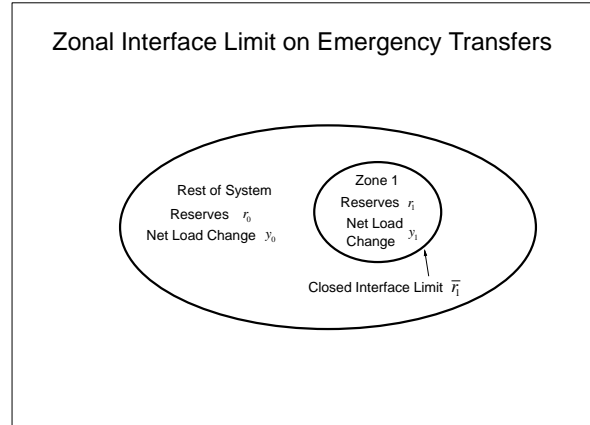 Zonal Interface Limit on Emergency Transfers
Rest of System
Reserves r₀
Net Load Change y₀
Zone 1
Reserves r₁
Net Load
Change y₁
Closed Interface Limit r̅₁